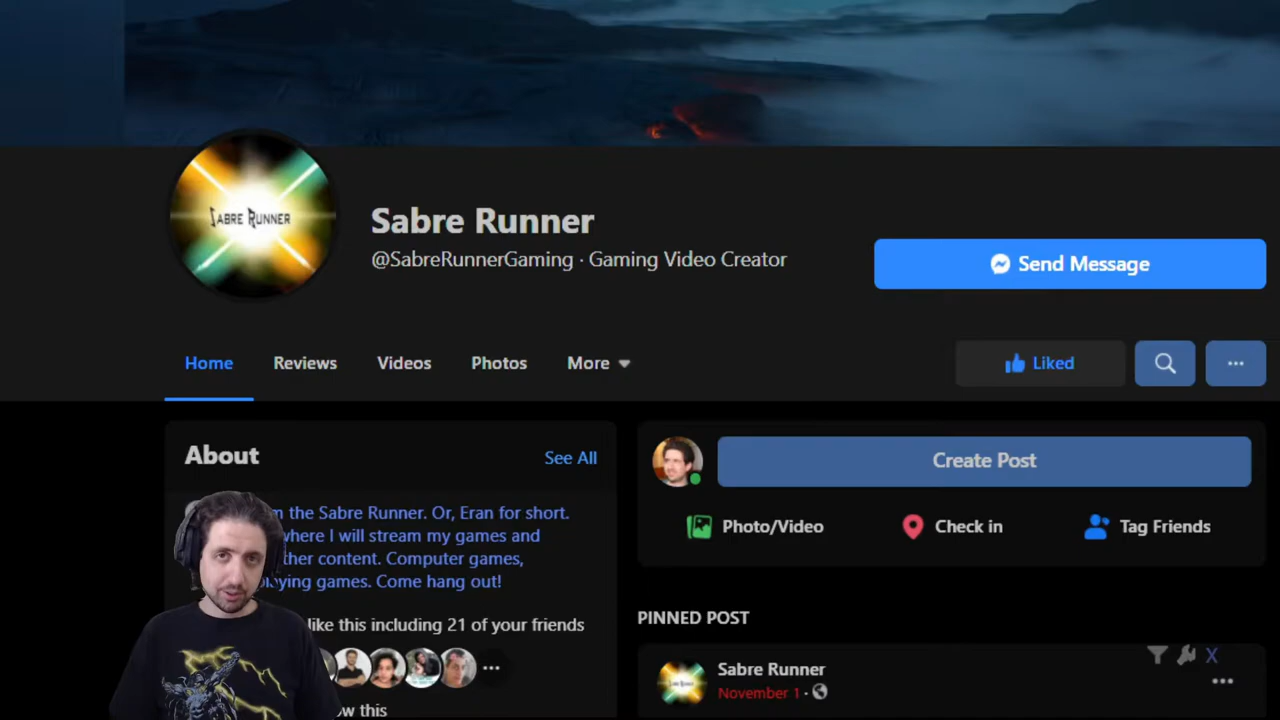 SABRE RUNNER
Sabre Runner
@SabreRunnerGaming · Gaming Video Creator
Send Message
Home
Reviews
Videos
Photos
More
Liked
About
See All
Create Post
the Sabre Runner. Or, Eran for short.
where I will stream my games and
content. Computer games,
games. Come hang out!
Photo/Video
Check in
Tag Friends
like this including 21 of your friends
PINNED POST
Sabre Runner
November 1 ·
this